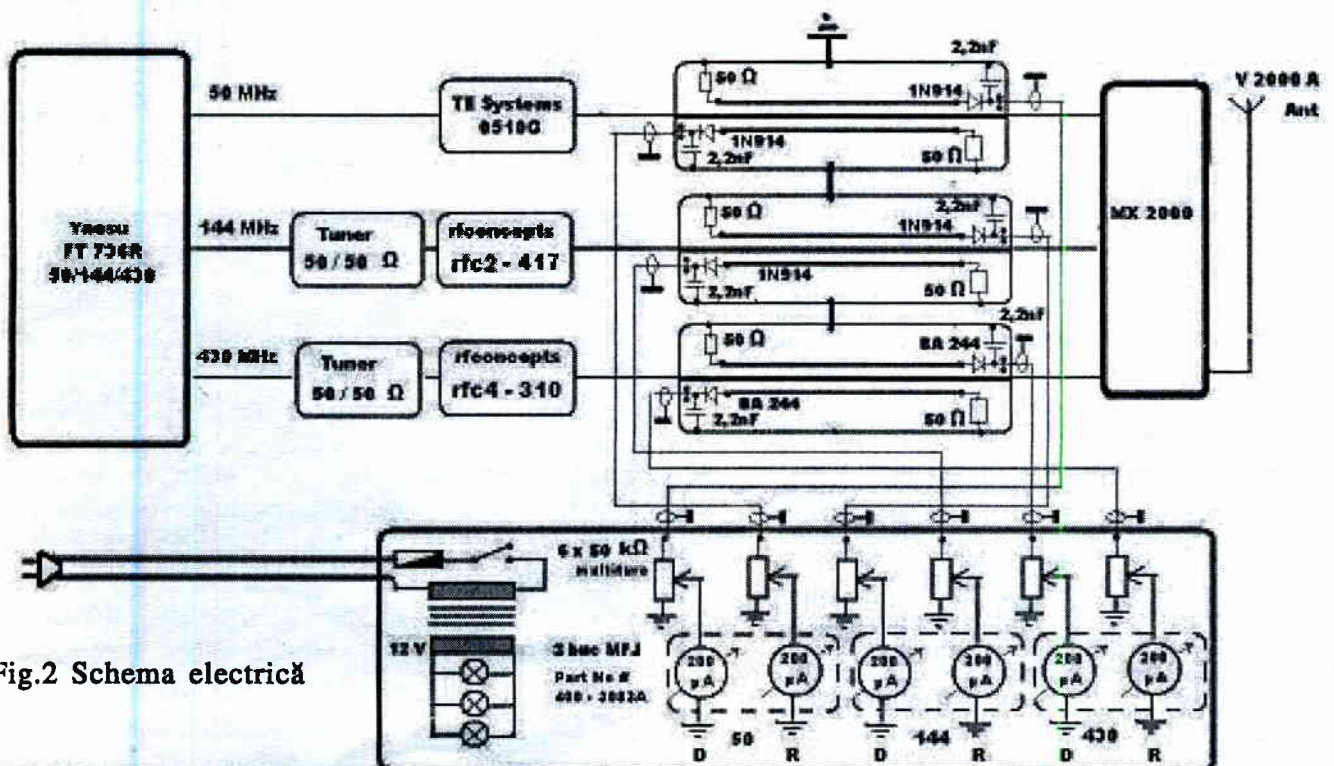 50 MHz
TE Systems
0510G
50 Ω
2,2nF
1N914
1N914
2,2nF
50 Ω
V 2000 A
Ant
Yaesu
FT 736R
50/144/430
144 MHz
Tuner
50 / 50 Ω
rfconcepts
rfc2 - 417
50 Ω
2,2nF
1N914
1N914
2,2nF
50 Ω
MX 2000
430 MHz
Tuner
50 / 50 Ω
rfconcepts
rfc4 - 310
50 Ω
2,2nF
BA 244
BA 244
2,2nF
50 Ω
6 x 50 kΩ
multiture
12 V
3 buc MFJ
Part No #
400 - 3082A
200 µA
200 µA
200 µA
200 µA
200 µA
200 µA
50
144
430
D
R
D
R
D
R
Fig.2 Schema electrică